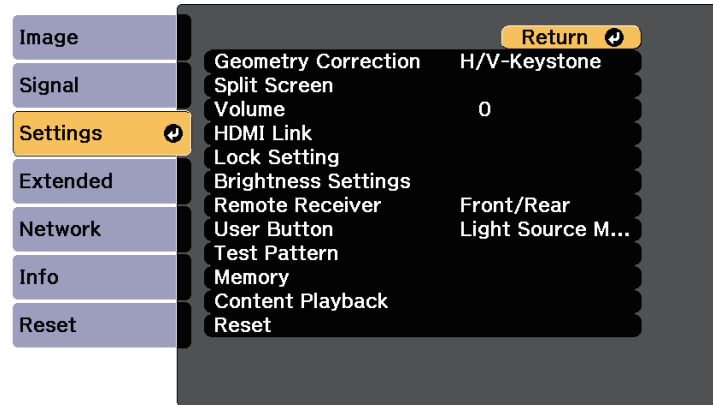 Image
Signal
Settings
Extended
Network
Info
Reset
Return
Geometry Correction H/V-Keystone
Split Screen
Volume 0
HDMI Link
Lock Setting
Brightness Settings
Remote Receiver Front/Rear
User Button Light Source M...
Test Pattern
Memory
Content Playback
Reset